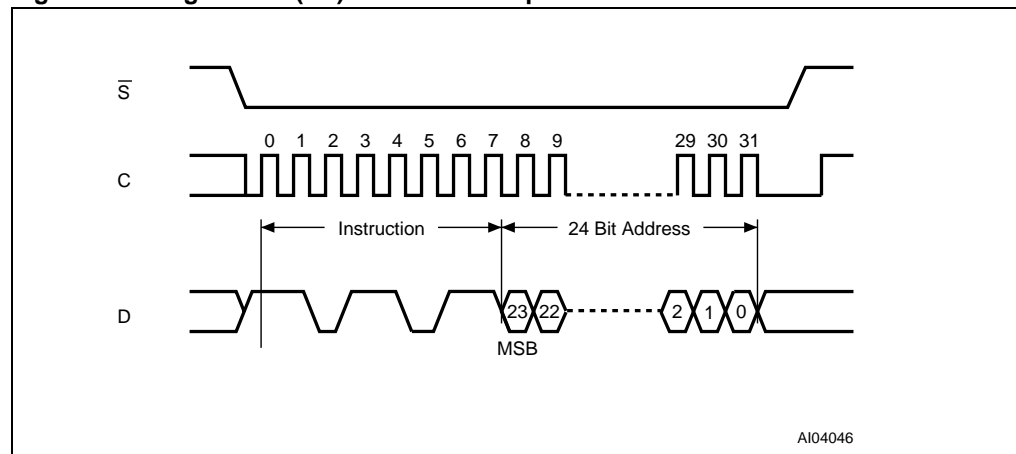 S̅
0 1 2 3 4 5 6 7 8 9 29 30 31
C
Instruction 24 Bit Address
D 23 22 2 1 0
MSB
AI04046